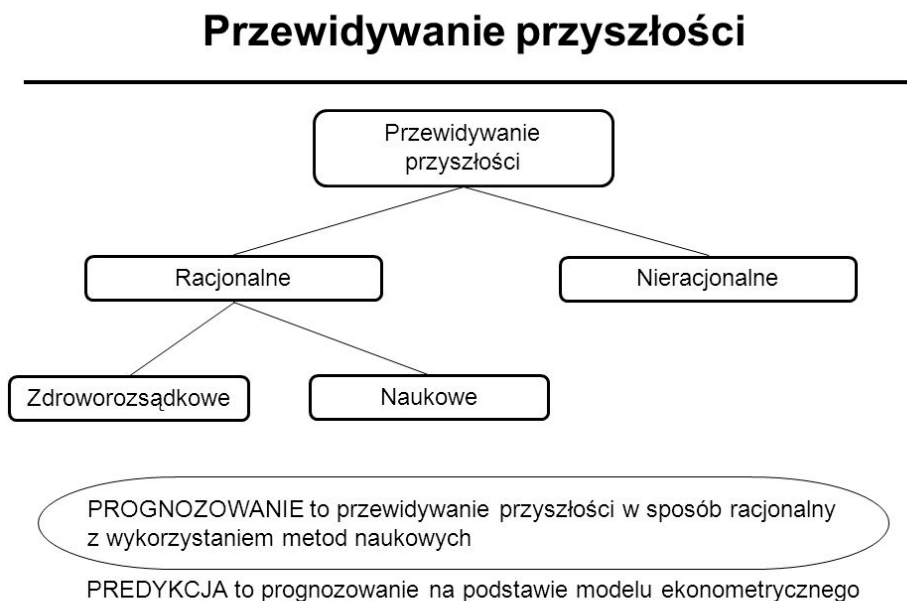 Przewidywanie przyszłości
Przewidywanie
przyszłości
Racjonalne
Nieracjonalne
Zdroworozsądkowe
Naukowe
PROGNOZOWANIE to przewidywanie przyszłości w sposób racjonalny
z wykorzystaniem metod naukowych
PREDYKCJA to prognozowanie na podstawie modelu ekonometrycznego